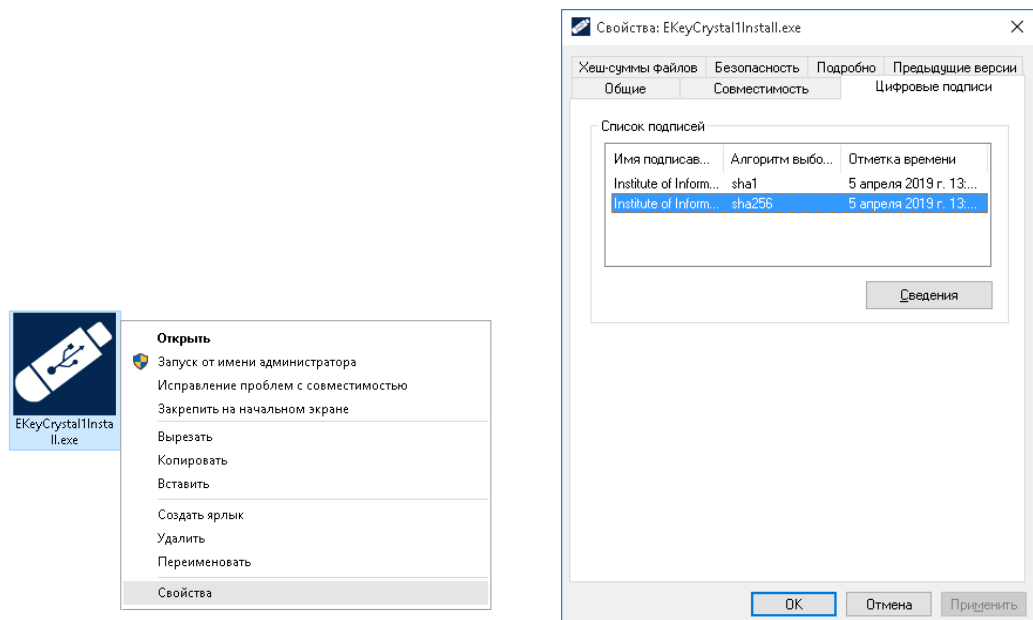 EKeyCrystal1Insta
ll.exe
Открыть
Запуск от имени администратора
Исправление проблем с совместимостью
Закрепить на начальном экране
Вырезать
Копировать
Вставить
Создать ярлык
Удалить
Переименовать
Свойства
Свойства: EKeyCrystal1Install.exe
Хеш-суммы файлов Безопасность Подробно Предыдущие версии
Общие Совместимость Цифровые подписи
Список подписей
Имя подписав... Алгоритм выбо... Отметка времени
Institute of Inform... sha1 5 апреля 2019 г. 13:...
Institute of Inform... sha256 5 апреля 2019 г. 13:...
Сведения
OK Отмена Применить